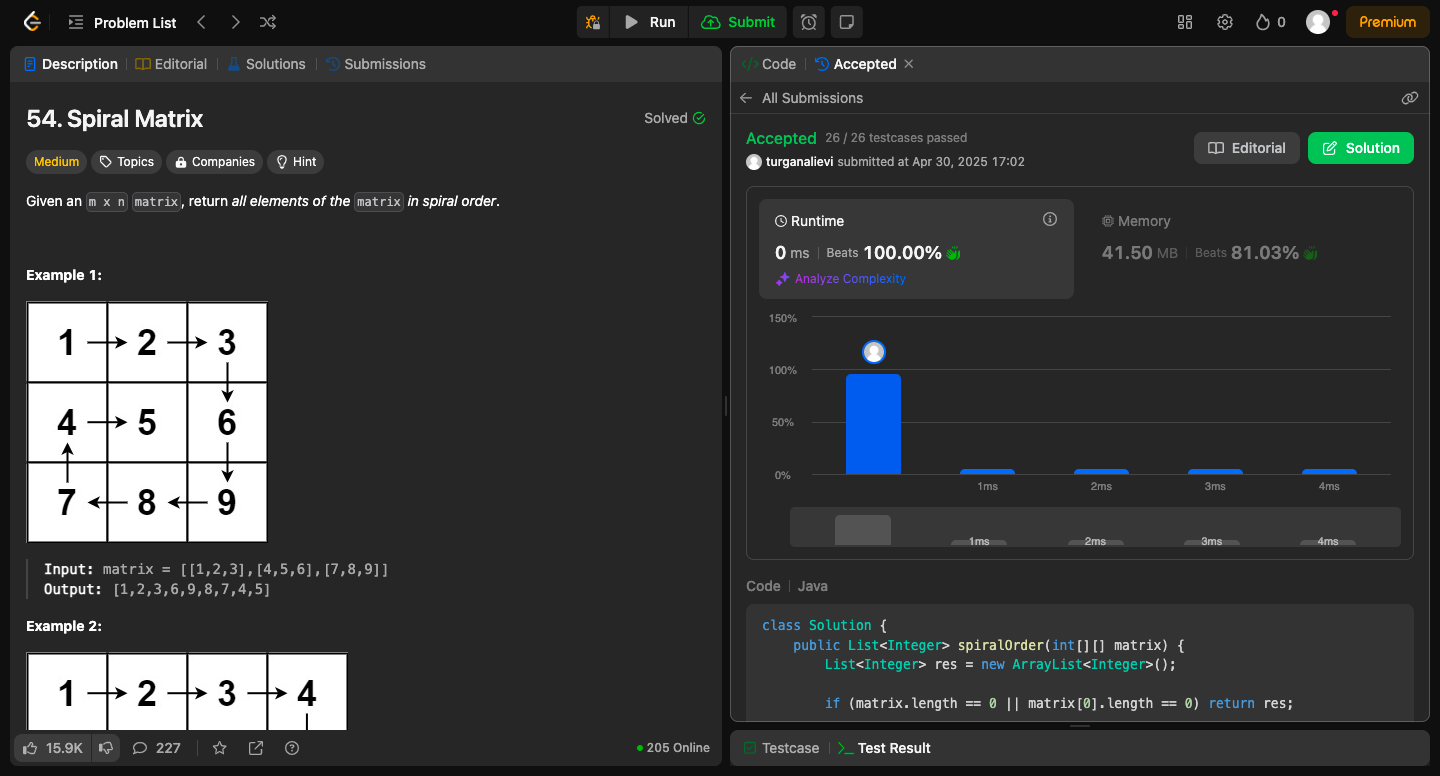 Problem List
Run
Submit
0
Premium
Description
Editorial
Solutions
Submissions
54. Spiral Matrix
Solved
Medium
Topics
Companies
Hint
Given an m x n matrix, return all elements of the matrix in spiral order.
Example 1:
1 2 3
4 5 6
7 8 9
Input: matrix = [[1,2,3],[4,5,6],[7,8,9]]
Output: [1,2,3,6,9,8,7,4,5]
Example 2:
1 2 3 4
15.9K
227
205 Online
Code
Accepted
All Submissions
Accepted 26 / 26 testcases passed
turganalievi submitted at Apr 30, 2025 17:02
Editorial
Solution
Runtime
0 ms Beats 100.00%
Analyze Complexity
Memory
41.50 MB Beats 81.03%
150%
100%
50%
0%
1ms 2ms 3ms 4ms
1ms 2ms 3ms 4ms
Code Java
class Solution {
public List<Integer> spiralOrder(int[][] matrix) {
List<Integer> res = new ArrayList<Integer>();
if (matrix.length == 0 || matrix[0].length == 0) return res;
Testcase
Test Result